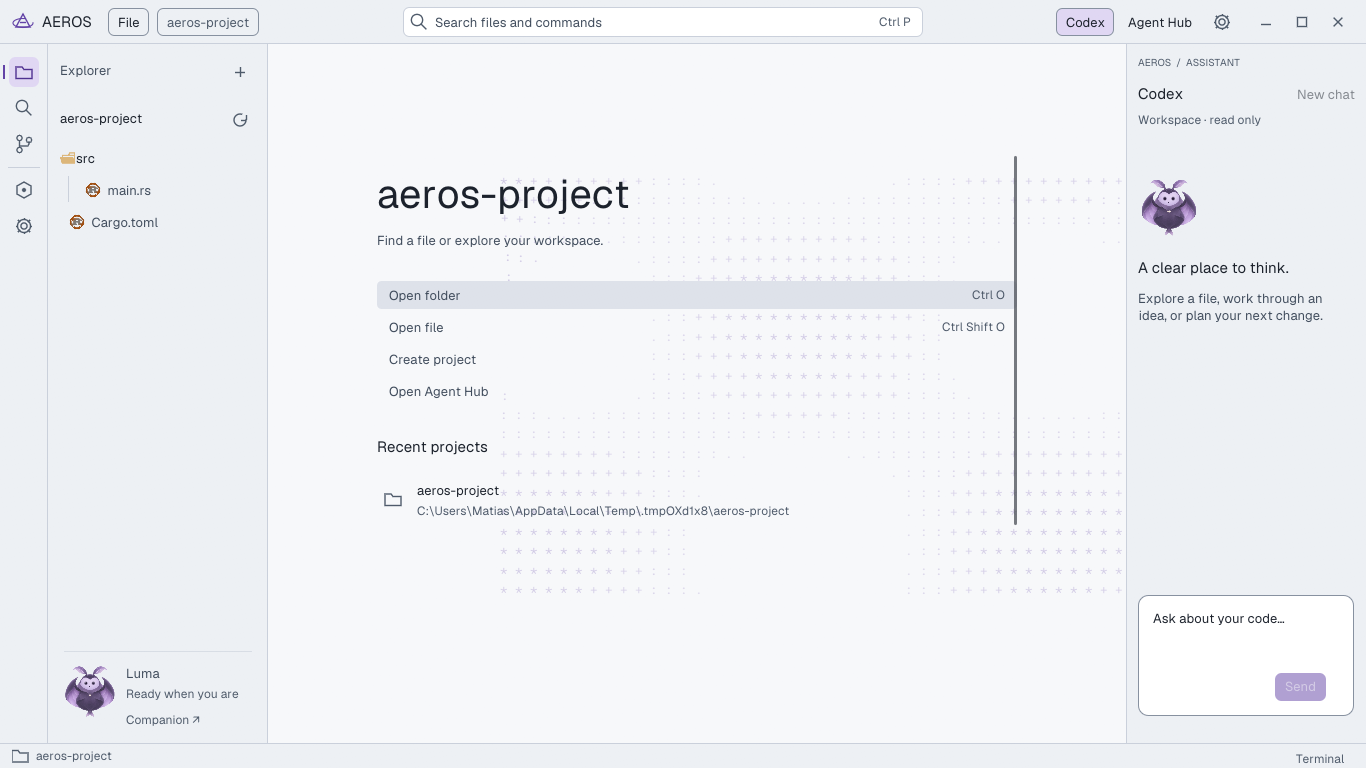 AEROS
File
aeros-project
Search files and commands
Ctrl P
Codex
Agent Hub
Explorer
aeros-project
src
main.rs
Cargo.toml
Luma
Ready when you are
Companion ↗
aeros-project
Find a file or explore your workspace.
Open folder
Ctrl O
Open file
Ctrl Shift O
Create project
Open Agent Hub
Recent projects
aeros-project
C:\Users\Matias\AppData\Local\Temp\.tmpOXd1x8\aeros-project
AEROS / ASSISTANT
Codex
New chat
Workspace · read only
A clear place to think.
Explore a file, work through an
idea, or plan your next change.
Ask about your code…
Send
aeros-project
Terminal